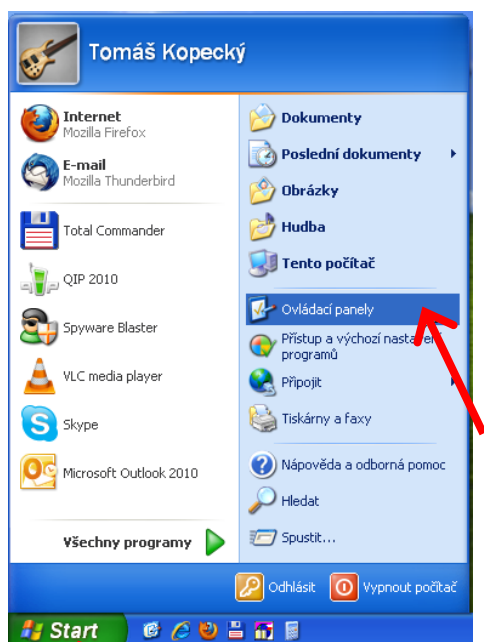 Tomáš Kopecký
Internet
Mozilla Firefox
E-mail
Mozilla Thunderbird
Total Commander
QIP 2010
Spyware Blaster
VLC media player
Skype
Microsoft Outlook 2010
Všechny programy
Dokumenty
Poslední dokumenty
Obrázky
Hudba
Tento počítač
Ovládací panely
Přístup a výchozí nastavení
programů
Připojit
Tiskárny a faxy
Nápověda a odborná pomoc
Hledat
Spustit...
Odhlásit
Vypnout počítač
Start